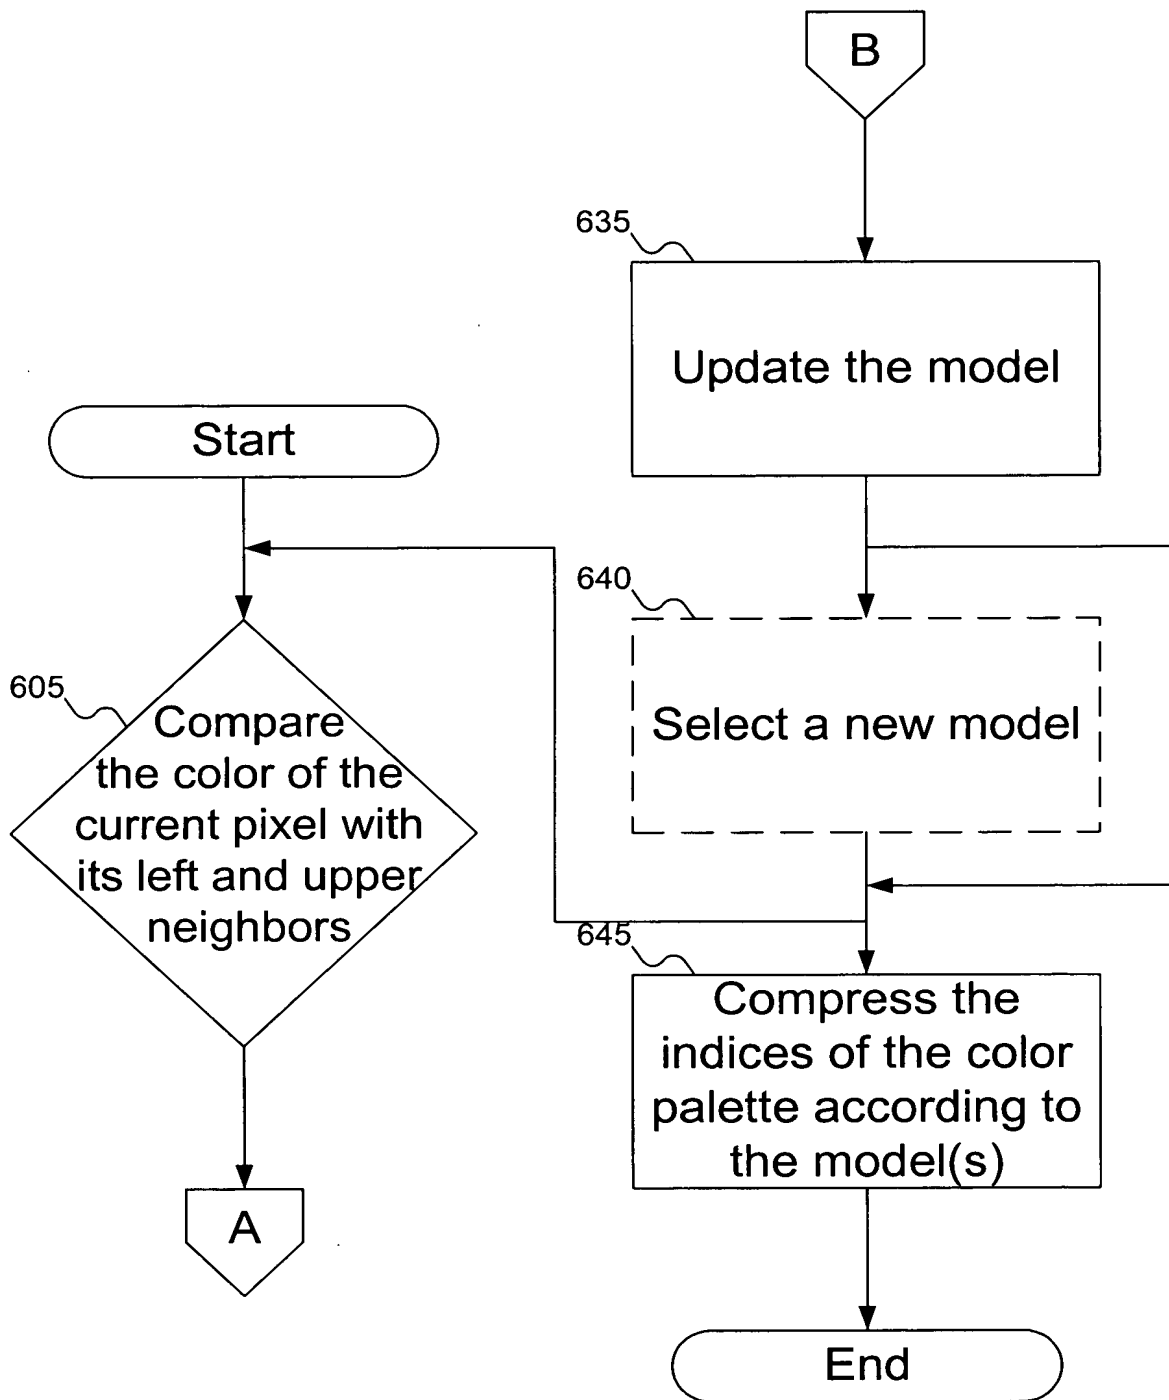 Start
605
Compare
the color of the
current pixel with
its left and upper
neighbors
A
B
635
Update the model
640
Select a new model
645
Compress the
indices of the color
palette according to
the model(s)
End